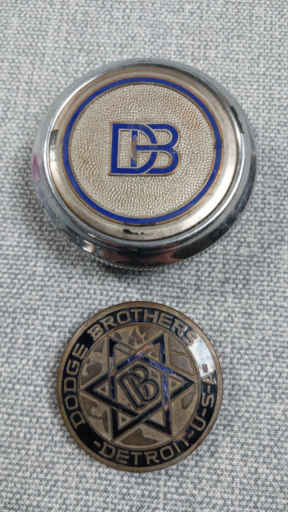 DB
DODGE BROTHERS
DB
-DETROIT-U-S-A-